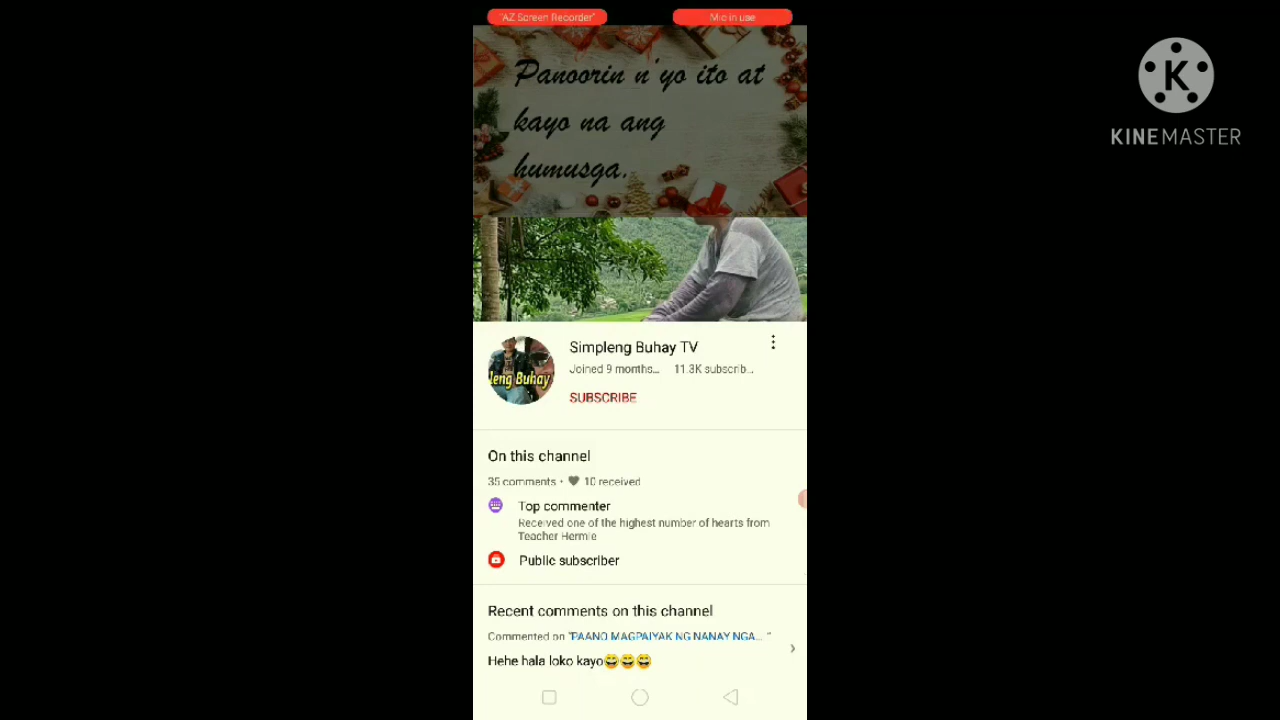 "AZ Screen Recorder"
Mic in use
Panoorin n'yo ito at
kayo na ang
humusga.
K
KINEMASTER
leng Buhay
Simpleng Buhay TV
Joined 9 months... 11.3K subscrib...
SUBSCRIBE
On this channel
35 comments • 10 received
Top commenter
Received one of the highest number of hearts from
Teacher Hermie
Public subscriber
Recent comments on this channel
Commented on "PAANO MAGPAIYAK NG NANAY NGA... "
Hehe hala loko kayo😅😅😅